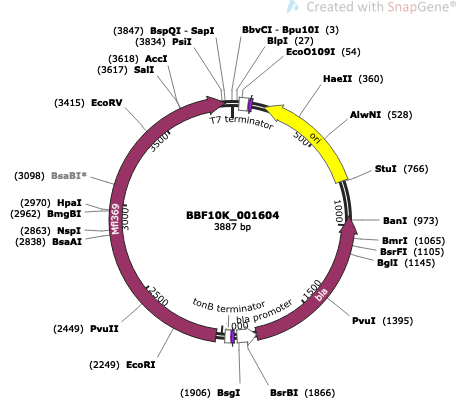 Created with SnapGene®
(3847) BspQI - SapI
(3834) PsiI
(3618) AccI
(3617) SalI
(3415) EcoRV
(3098) BsaBI*
(2970) HpaI
(2962) BmgBI
(2863) NspI
(2838) BsaAI
(2449) PvuII
(2249) EcoRI
(1906) BsgI
BsrBI (1866)
BbvCI - Bpu10I (3)
BlpI (27)
EcoO109I (54)
HaeII (360)
AlwNI (528)
StuI (766)
BanI (973)
BmrI (1065)
BsrFI (1105)
BglI (1145)
PvuI (1395)
T7 terminator
ori
500
1000
1500
2500
3000
3500
Mfl369
bla
tonB terminator
bla promoter
BBF10K_001604
3887 bp